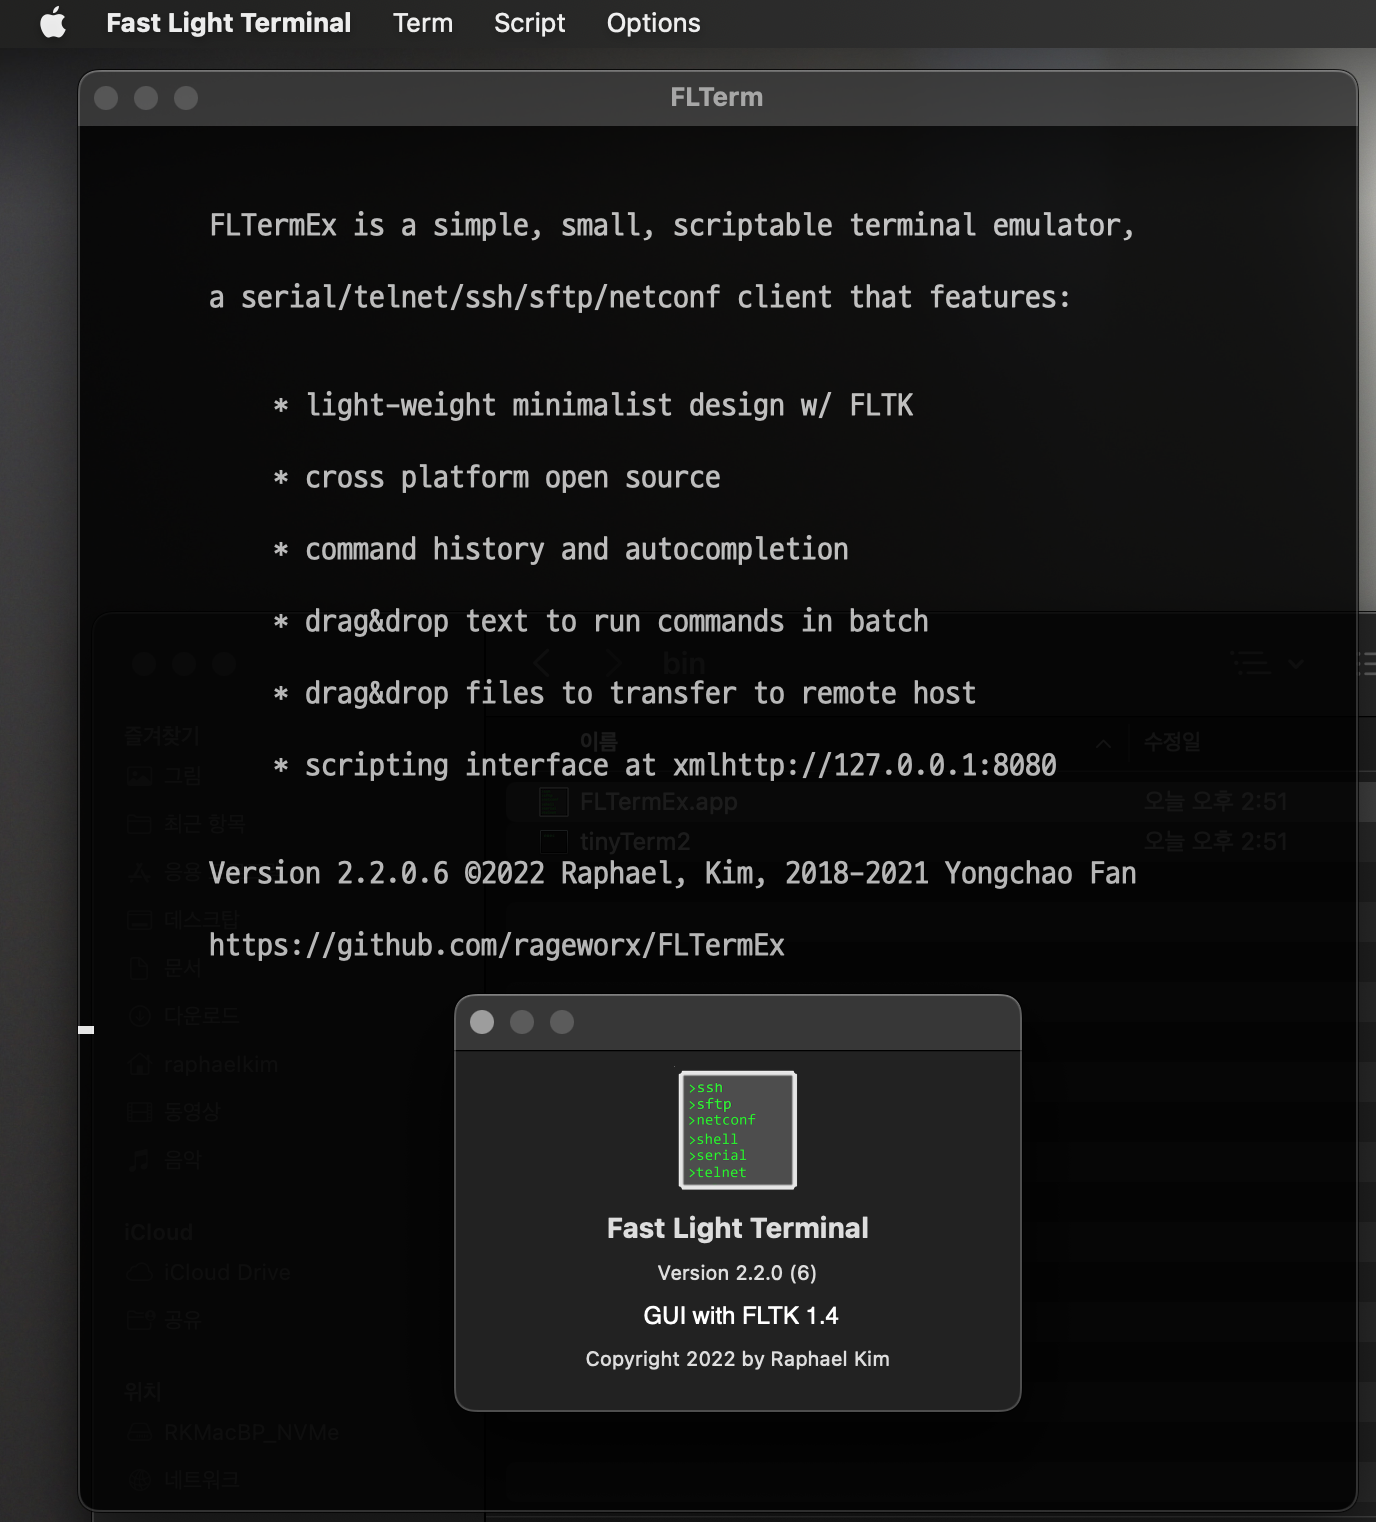 Fast Light Terminal Term Script Options
FLTerm
FLTermEx is a simple, small, scriptable terminal emulator,
a serial/telnet/ssh/sftp/netconf client that features:
* light-weight minimalist design w/ FLTK
* cross platform open source
* command history and autocompletion
* drag&drop text to run commands in batch
* drag&drop files to transfer to remote host
* scripting interface at xmlhttp://127.0.0.1:8080
Version 2.2.0.6 ©2022 Raphael, Kim, 2018-2021 Yongchao Fan
https://github.com/rageworx/FLTermEx
bin
즐겨찾기
그림
최근 항목
응용
데스크탑
문서
다운로드
raphaelkim
동영상
음악
iCloud
iCloud Drive
공유
위치
RKMacBP_NVMe
네트워크
이름 수정일
FLTermEx.app 오늘 오후 2:51
tinyTerm2 오늘 오후 2:51
>ssh
>sftp
>netconf
>shell
>serial
>telnet
Fast Light Terminal
Version 2.2.0 (6)
GUI with FLTK 1.4
Copyright 2022 by Raphael Kim